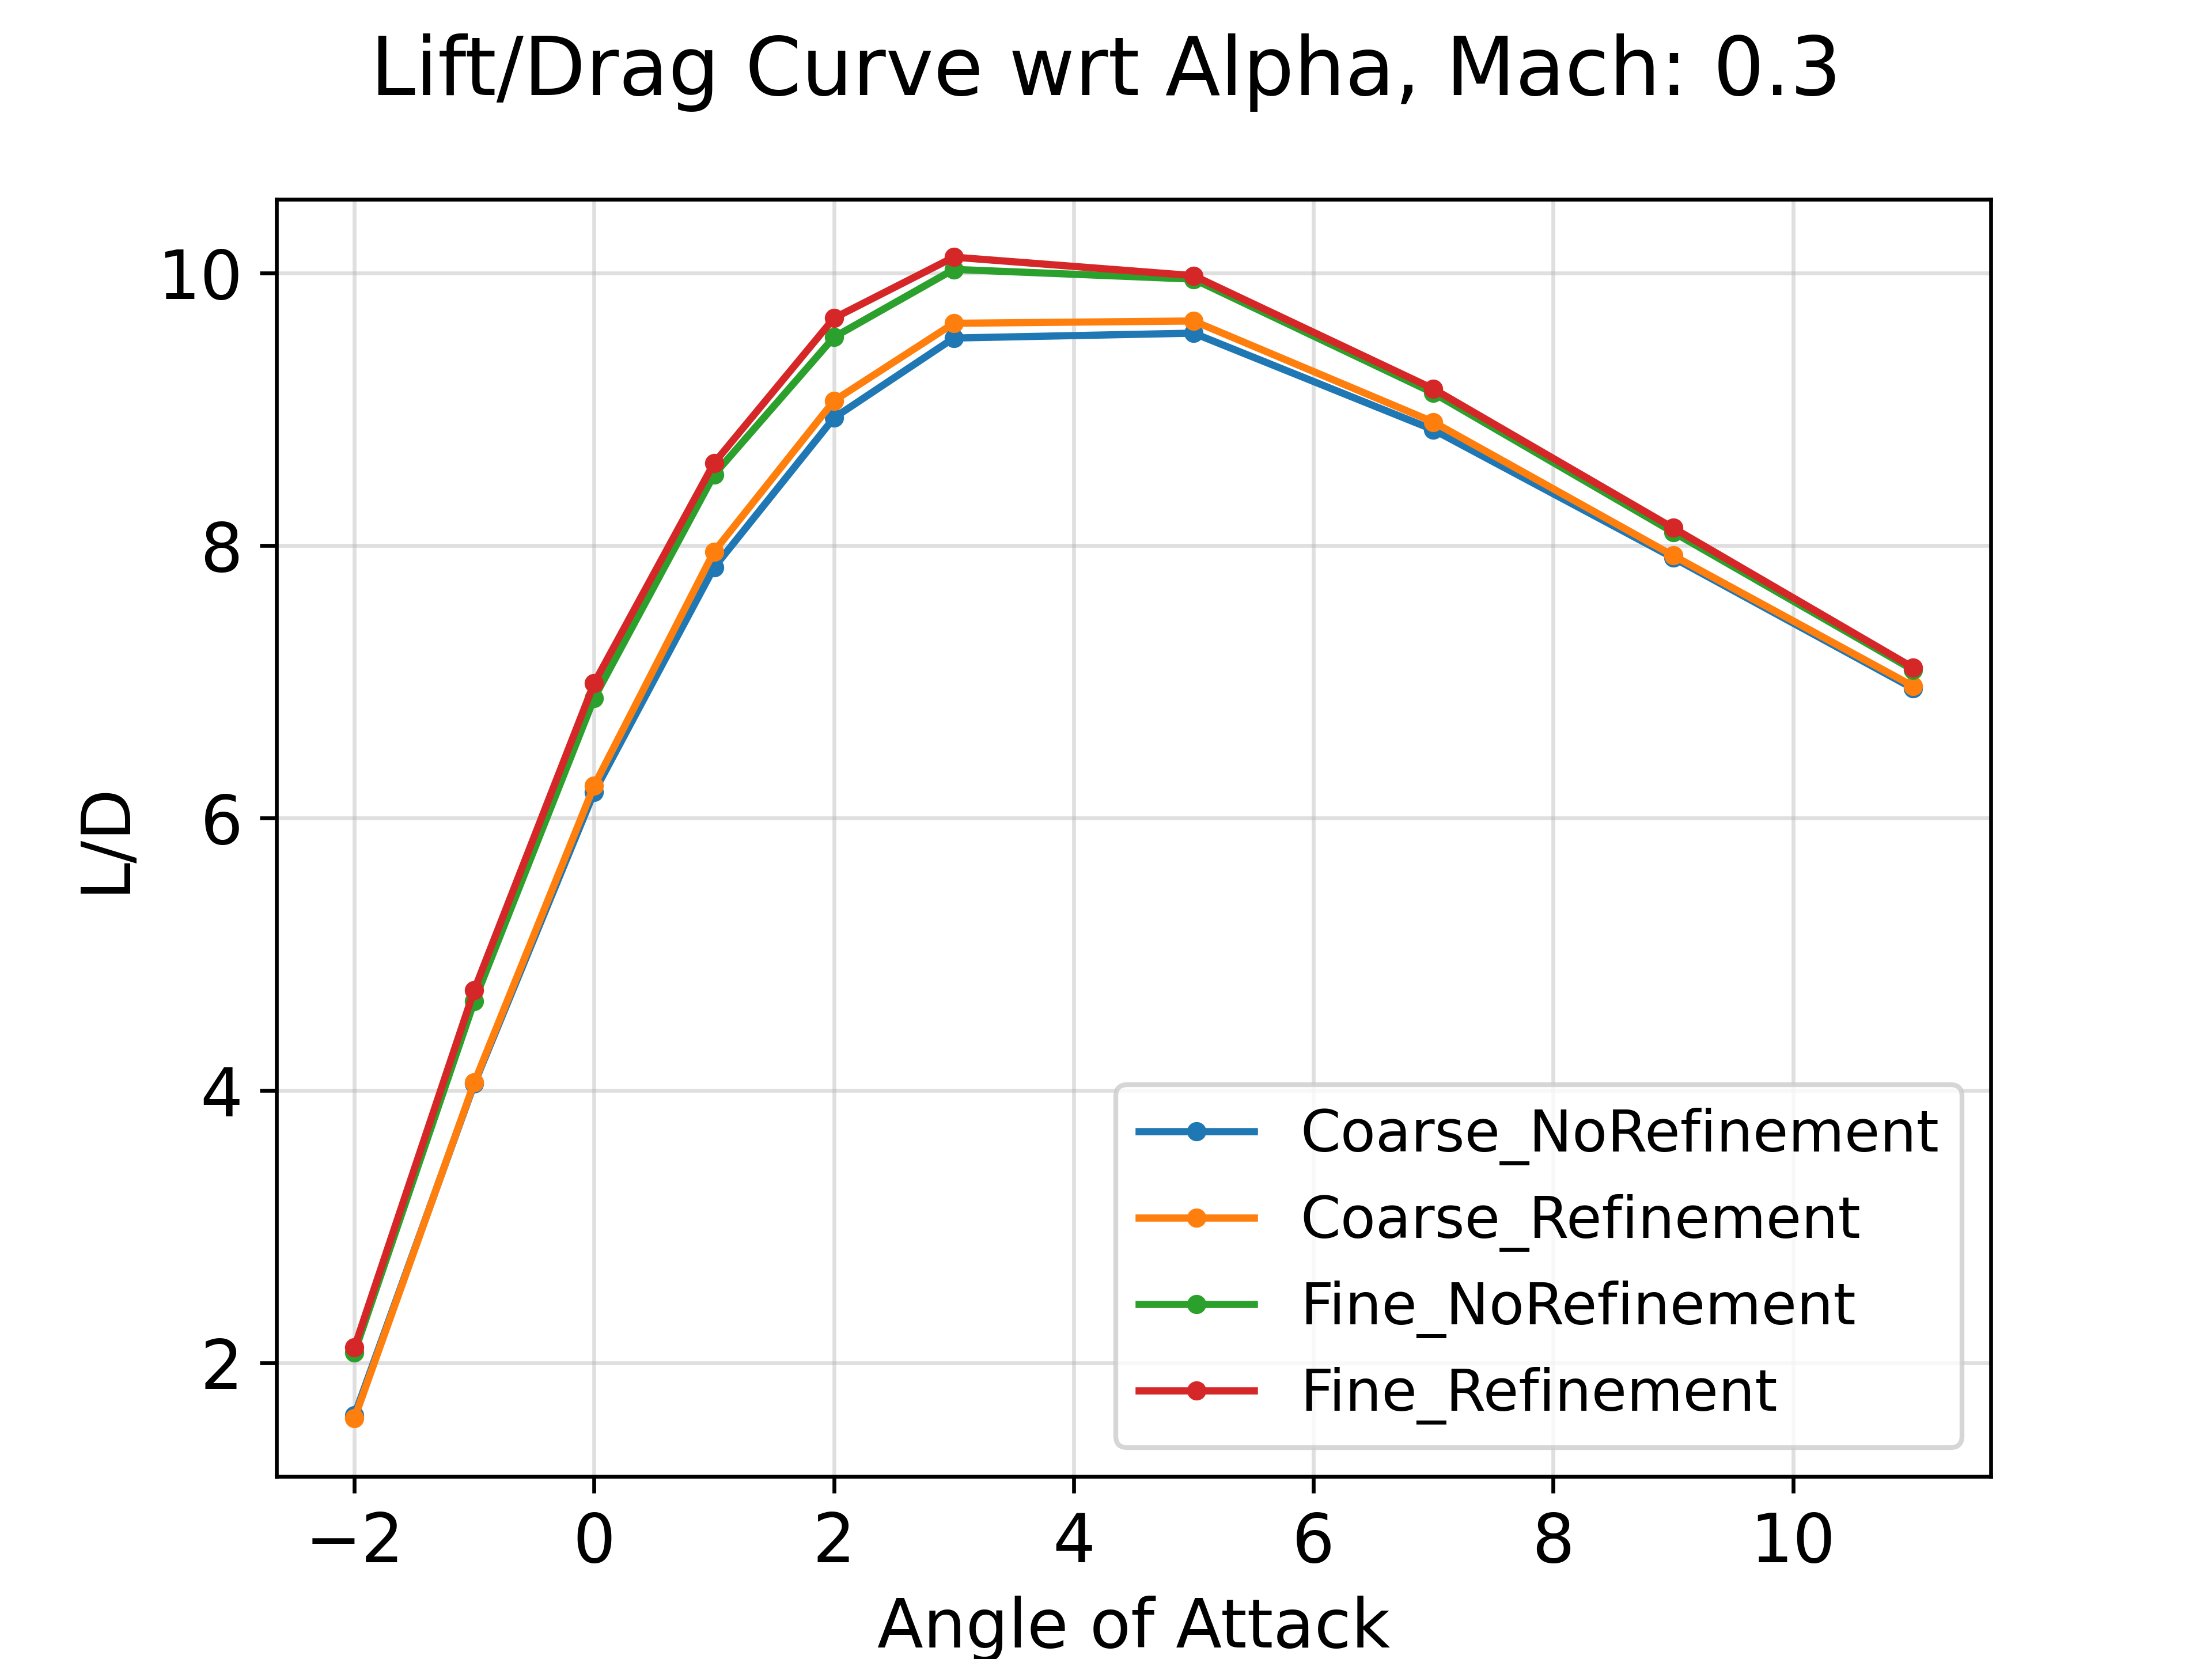 Lift/Drag Curve wrt Alpha, Mach: 0.3
10
8
6
4
2
L/D
Coarse_NoRefinement
Coarse_Refinement
Fine_NoRefinement
Fine_Refinement
−2 0 2 4 6 8 10
Angle of Attack